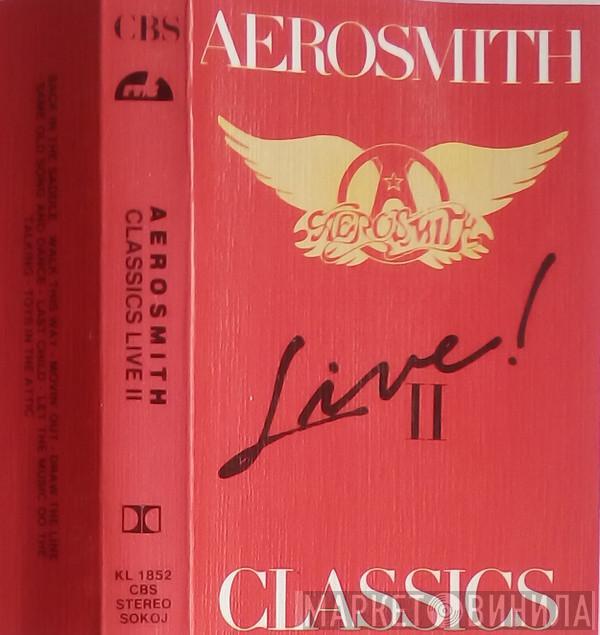 BACK IN THE SADDLE · WALK THIS WAY · MOVIN OUT · DRAW THE LINE
SAME OLD SONG AND DANCE · LAST CHILD · LET THE MUSIC DO THE
TALKING · TOYS IN THE ATTIC
CBS
AEROSMITH
CLASSICS LIVE II
KL 1852
CBS
STEREO
SOKOJ
AEROSMITH
AEROSMITH
Live!
II
CLASSICS
МАРКЕТ ВИНИЛА